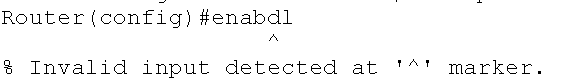 Router(config)#enabdl
^
% Invalid input detected at '^' marker.